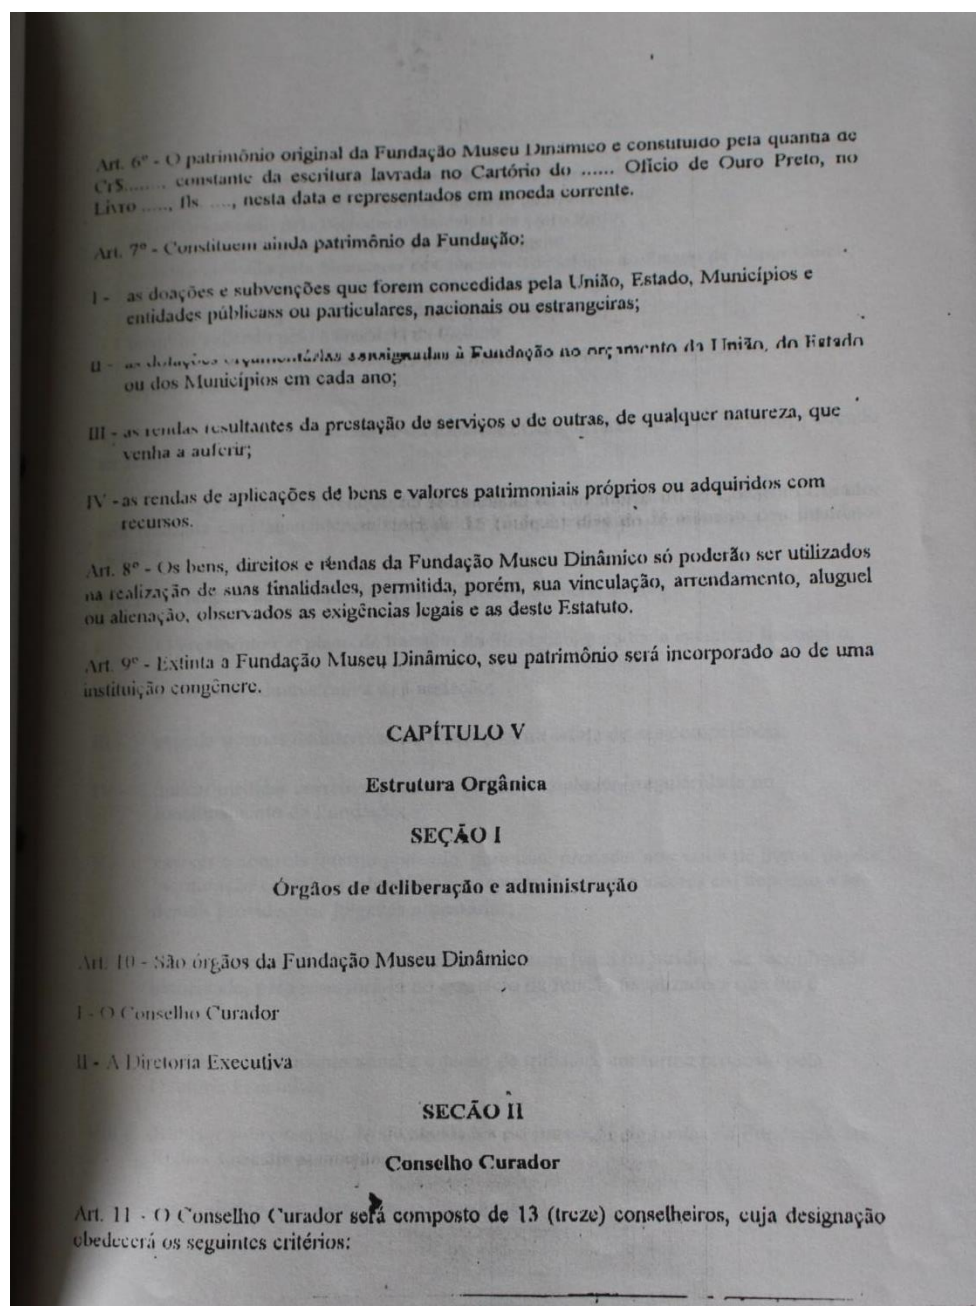 Art. 6º - O patrimônio original da Fundação Museu Dinâmico e constituído pela quantia de
Cr$....... constante da escritura lavrada no Cartório do ...... Ofício de Ouro Preto, no
Livro ....., fls ...., nesta data e representados em moeda corrente.
Art. 7º - Constituem ainda patrimônio da Fundação:
I - as doações e subvenções que forem concedidas pela União, Estado, Municípios e
entidades públicass ou particulares, nacionais ou estrangeiras;
II - as dotações orçamentárias consignadas à Fundação no orçamento da União, do Estado
ou dos Municípios em cada ano;
III - as rendas resultantes da prestação de serviços e de outras, de qualquer natureza, que
venha a auferir;
IV - as rendas de aplicações de bens e valores patrimoniais próprios ou adquiridos com
recursos.
Art. 8º - Os bens, direitos e rendas da Fundação Museu Dinâmico só poderão ser utilizados
na realização de suas finalidades, permitida, porém, sua vinculação, arrendamento, aluguel
ou alienação, observados as exigências legais e as deste Estatuto.
Art. 9º - Extinta a Fundação Museu Dinâmico, seu patrimônio será incorporado ao de uma
instituição congênere.
CAPÍTULO V
Estrutura Orgânica
SEÇÃO I
Órgãos de deliberação e administração
Art. 10 - São órgãos da Fundação Museu Dinâmico
I - O Conselho Curador
II - A Diretoria Executiva
SECÃO II
Conselho Curador
Art. 11 - O Conselho Curador será composto de 13 (treze) conselheiros, cuja designação
obedecerá os seguintes critérios: